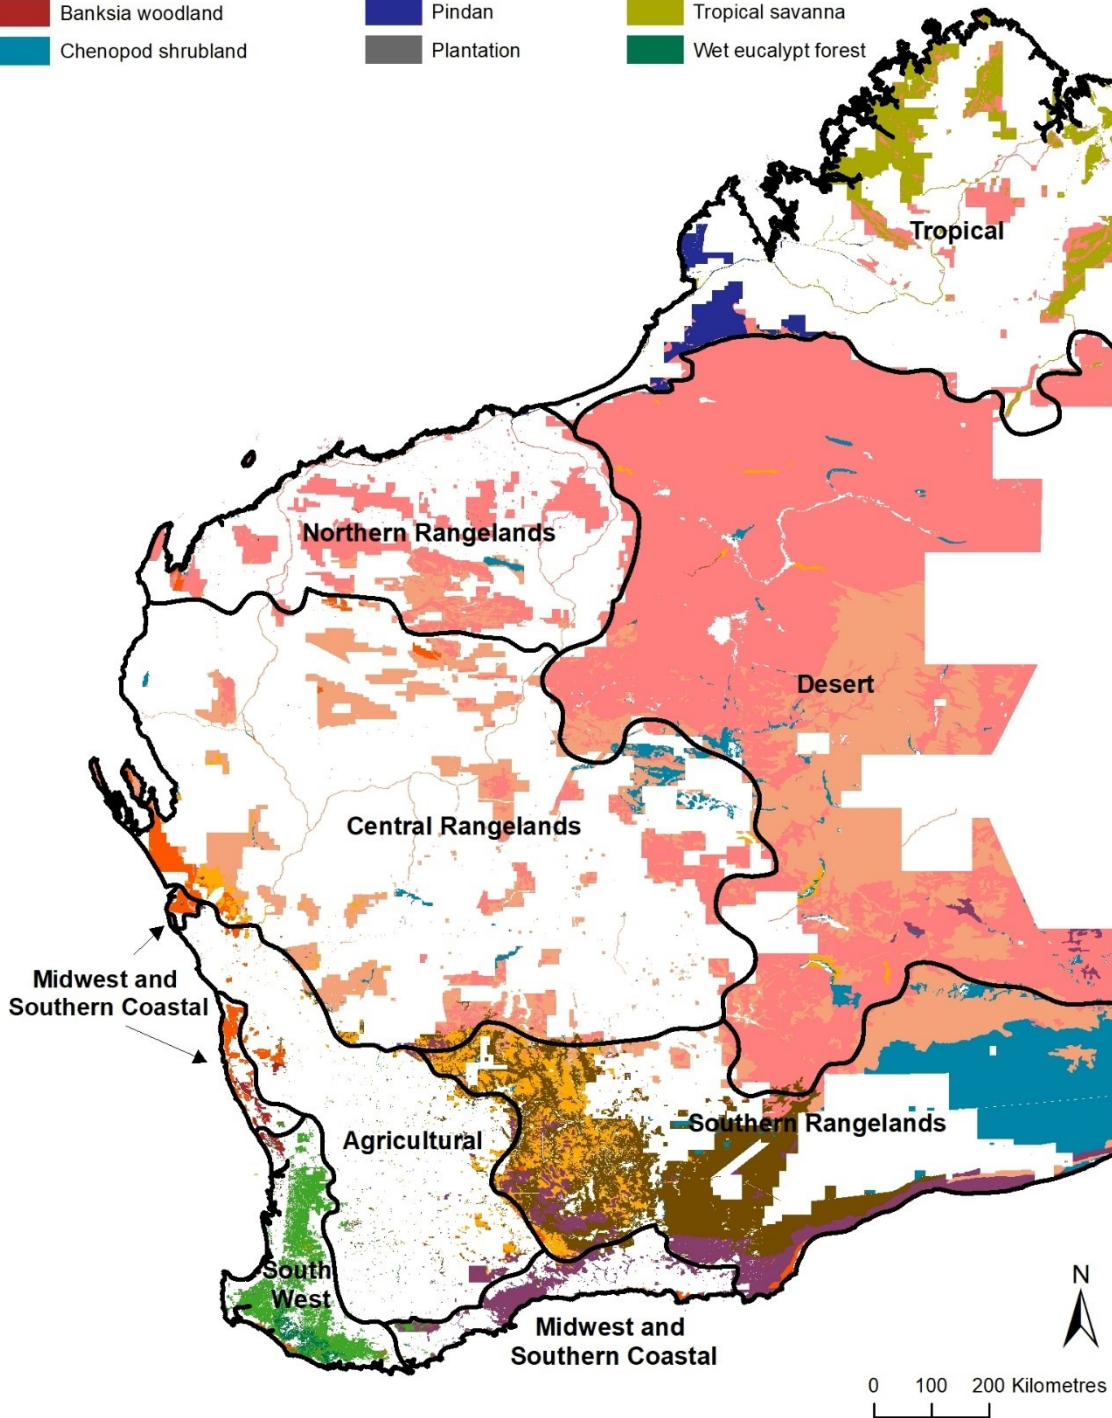 Banksia woodland
Pindan
Tropical savanna
Chenopod shrubland
Plantation
Wet eucalypt forest
Tropical
Northern Rangelands
Desert
Central Rangelands
Midwest and
Southern Coastal
Southern Rangelands
Agricultural
South
West
Midwest and
Southern Coastal
N
0 100 200 Kilometres